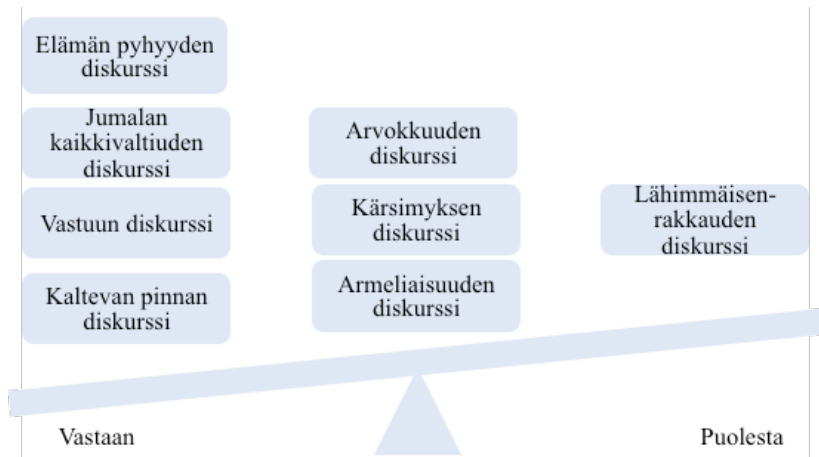 Elämän pyhyyden
diskurssi
Jumalan
kaikkivaltiuden
diskurssi
Vastuun diskurssi
Kaltevan pinnan
diskurssi
Arvokkuuden
diskurssi
Kärsimyksen
diskurssi
Armeliaisuuden
diskurssi
Lähimmäisen-
rakkauden
diskurssi
Vastaan
Puolesta